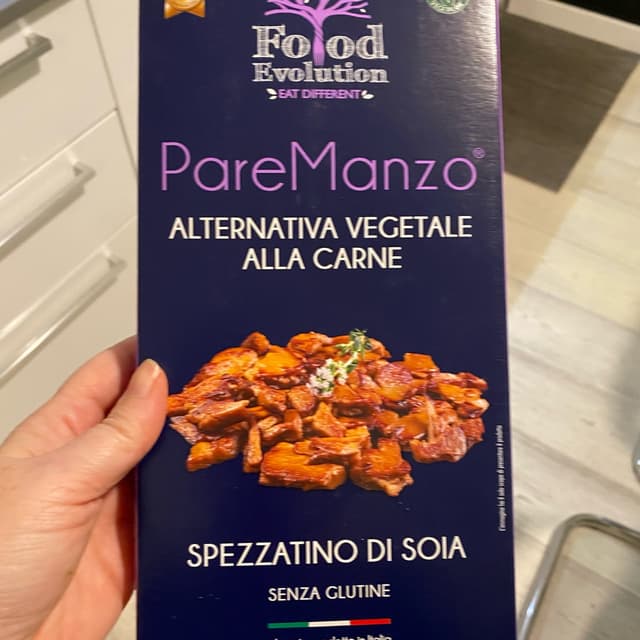 Food
Evolution
EAT DIFFERENT
PareManzo®
ALTERNATIVA VEGETALE
ALLA CARNE
SPEZZATINO DI SOIA
SENZA GLUTINE